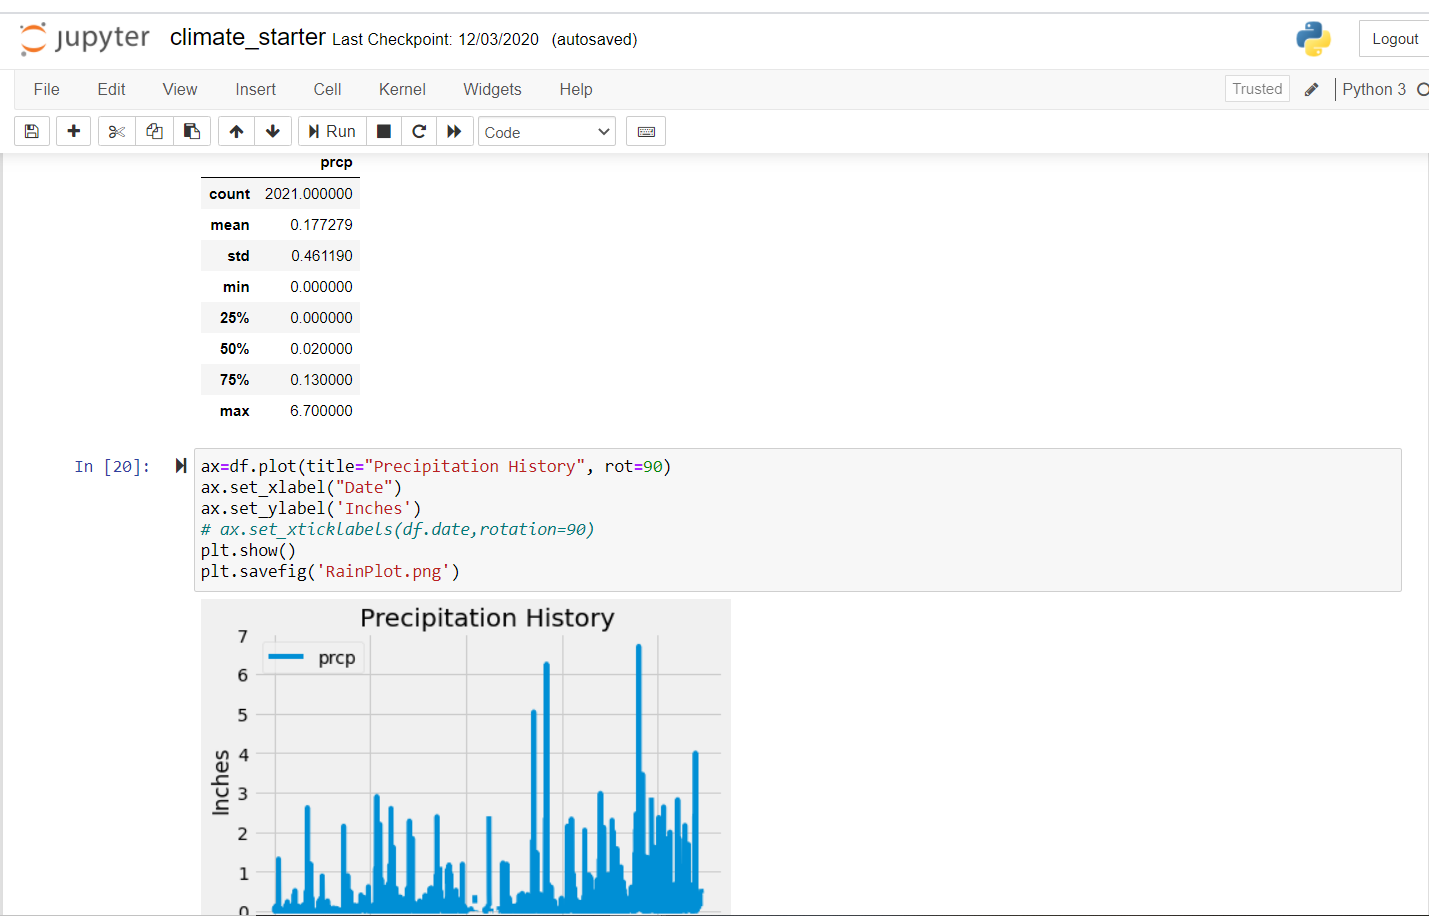 jupyter climate_starter Last Checkpoint: 12/03/2020 (autosaved) Logout
File Edit View Insert Cell Kernel Widgets Help Trusted Python 3
Run Code
prcp
count 2021.000000
mean 0.177279
std 0.461190
min 0.000000
25% 0.000000
50% 0.020000
75% 0.130000
max 6.700000
In [20]: ax=df.plot(title="Precipitation History", rot=90)
ax.set_xlabel("Date")
ax.set_ylabel('Inches')
# ax.set_xticklabels(df.date,rotation=90)
plt.show()
plt.savefig('RainPlot.png')
Precipitation History
7
prcp
6
5
4
Inches
3
2
1
0